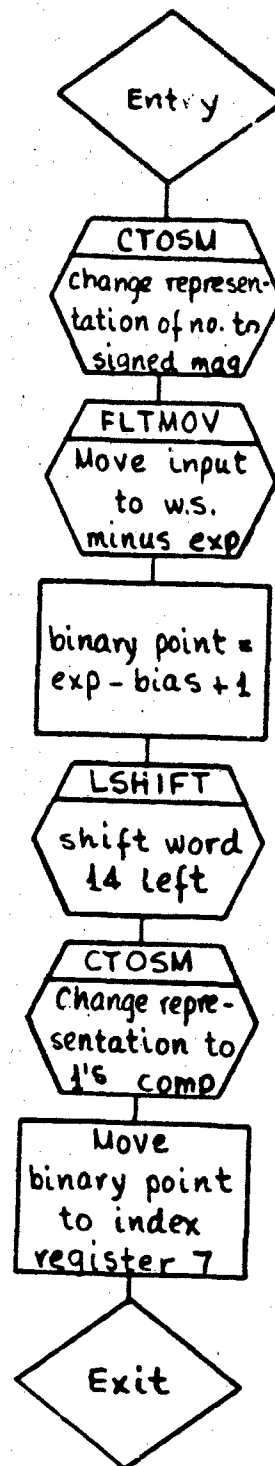 Entry
CTOSM
change represen-
tation of no. to
signed mag
FLTMOV
Move input
to w.s.
minus exp
binary point =
exp - bias + 1
LSHIFT
shift word
14 left
CTOSM
Change repre-
sentation to
1's comp
Move
binary point
to index
register 7
Exit